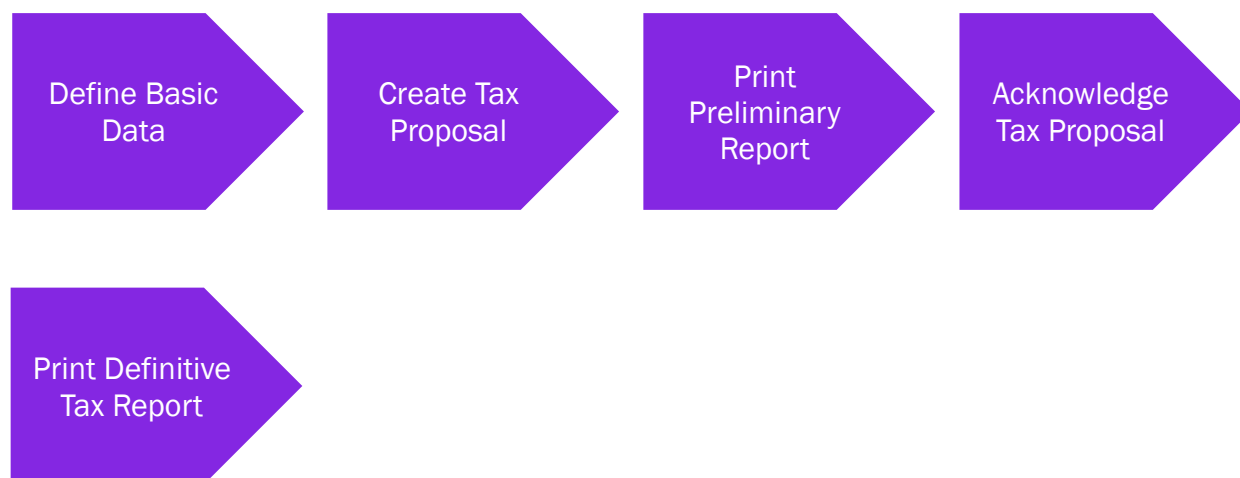 Define Basic
Data
Create Tax
Proposal
Print
Preliminary
Report
Acknowledge
Tax Proposal
Print Definitive
Tax Report